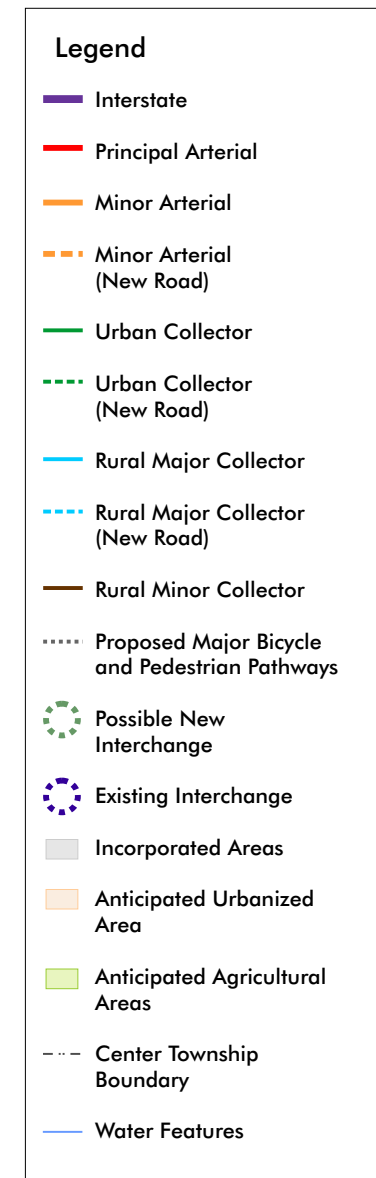 Legend
Interstate
Principal Arterial
Minor Arterial
Minor Arterial
(New Road)
Urban Collector
Urban Collector
(New Road)
Rural Major Collector
Rural Major Collector
(New Road)
Rural Minor Collector
Proposed Major Bicycle
and Pedestrian Pathways
Possible New
Interchange
Existing Interchange
Incorporated Areas
Anticipated Urbanized
Area
Anticipated Agricultural
Areas
Center Township
Boundary
Water Features